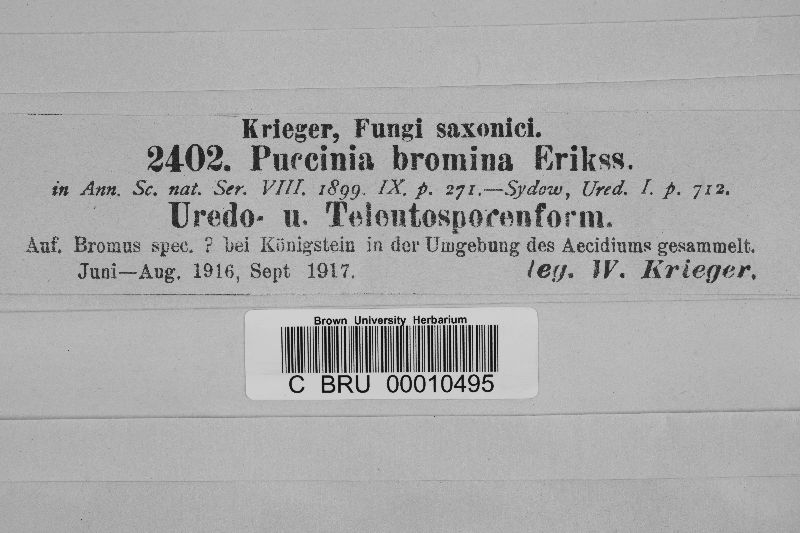 Krieger, Fungi saxonici.
2402. Puccinia bromina Erikss.
in Ann. Sc. nat. Ser. VIII. 1899. IX. p. 271.—Sydow, Ured. I. p. 712.
Uredo- u. Teleutosporenform.
Auf. Bromus spec. ? bei Königstein in der Umgebung des Aecidiums gesammelt.
Juni—Aug. 1916, Sept 1917. leg. W. Krieger.
Brown University Herbarium
C BRU 00010495